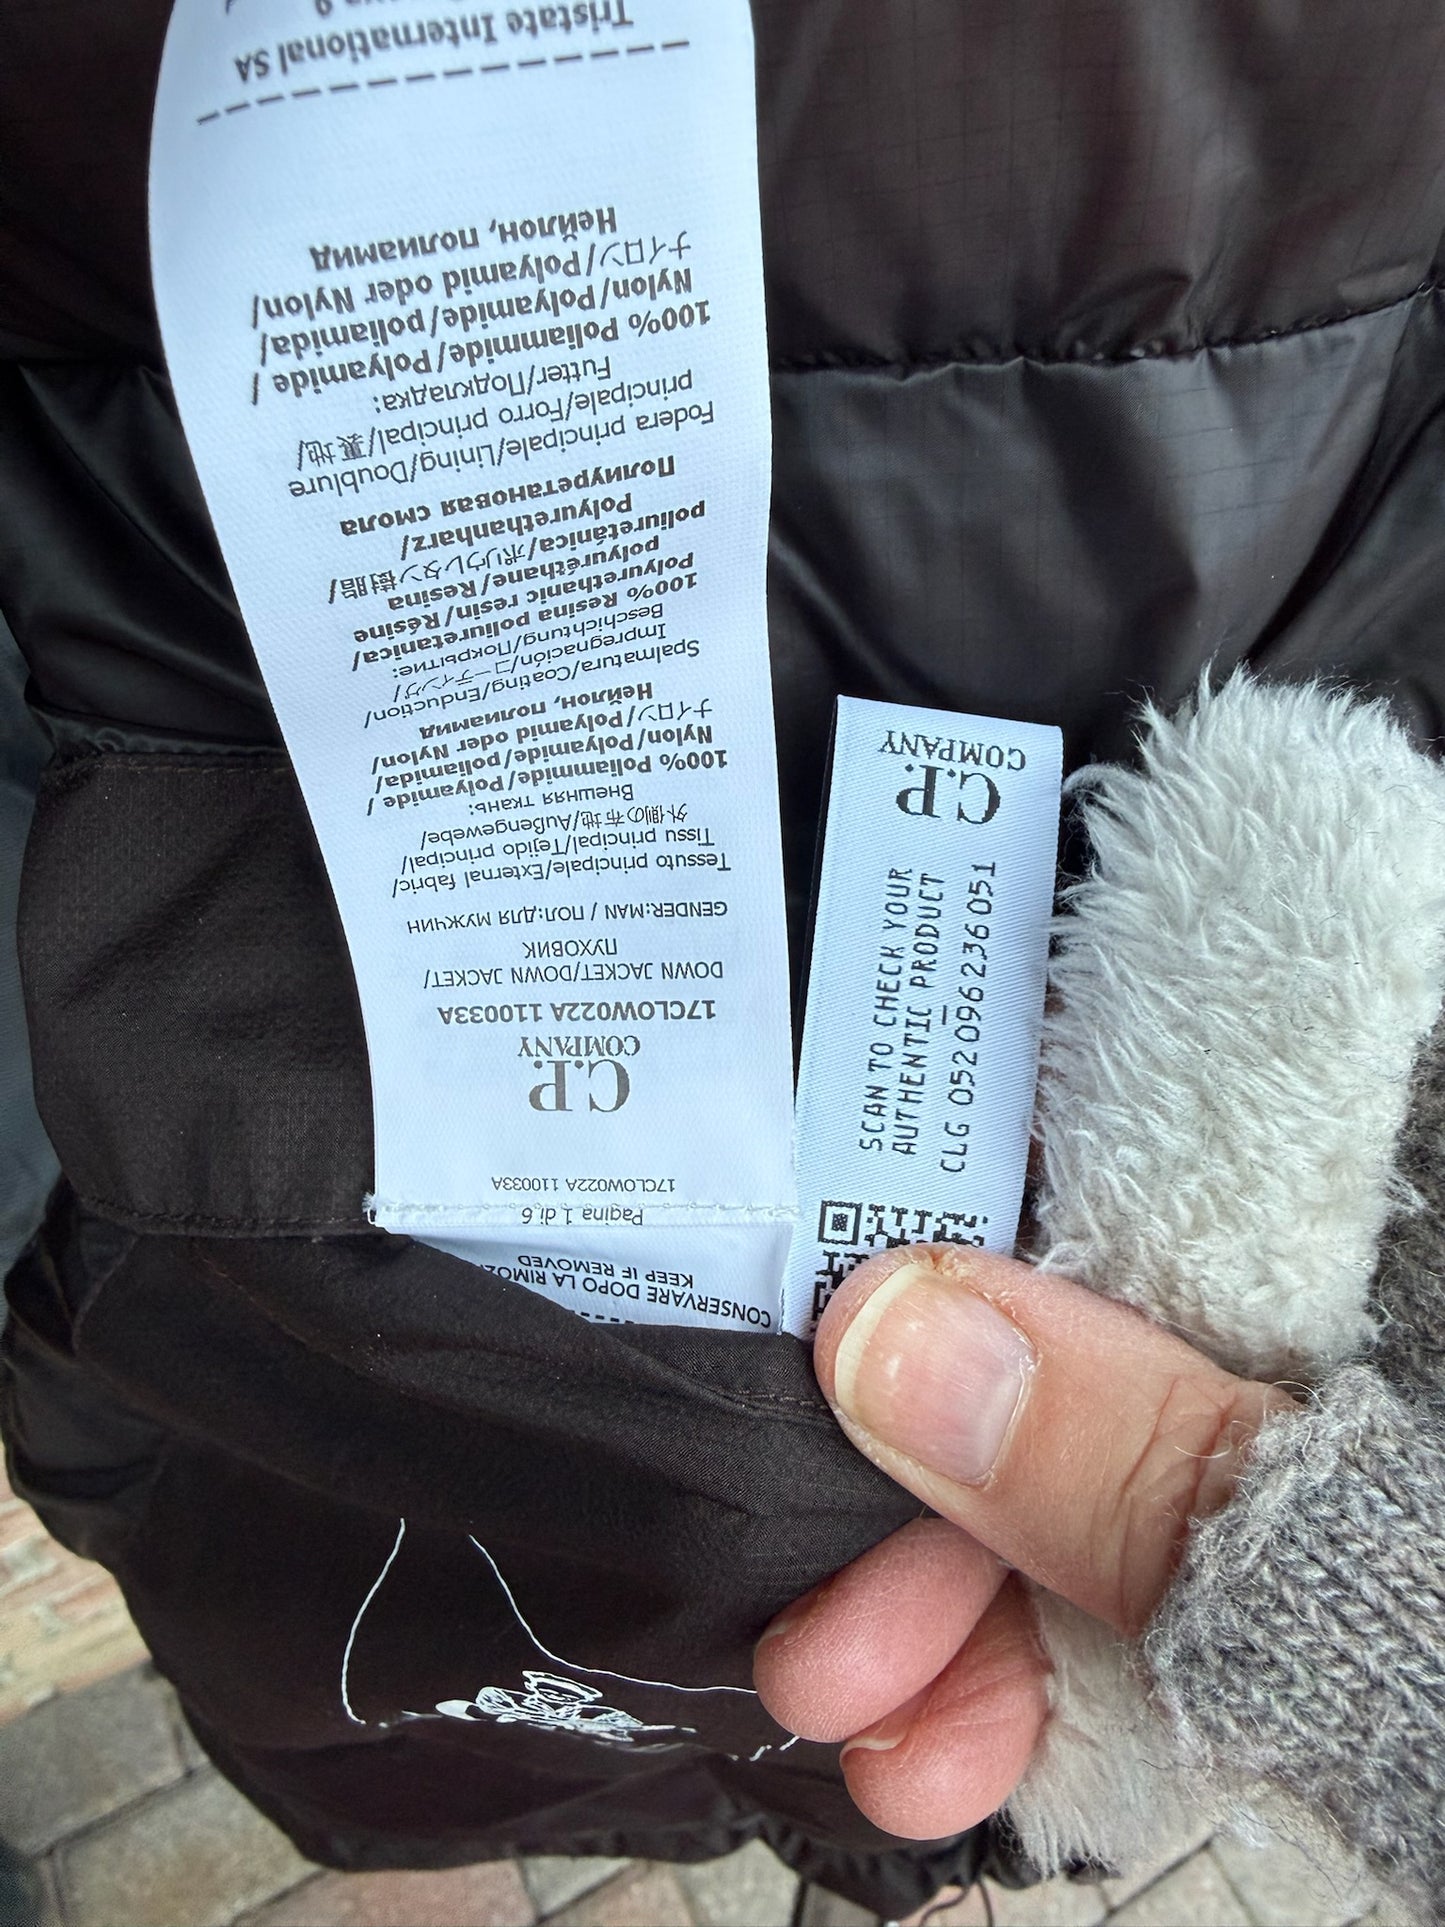 CONSERVARE DOPO LA RIMOZ
KEEP IF REMOVED
Pagina 1 di 6
17CLOW022A 110033A
C.P.
COMPANY
17CLOW022A 110033A
DOWN JACKET/DOWN JACKET/
ПУХОВИК
GENDER:MAN / ПОЛ:ДЛЯ МУЖЧИН
Tessuto principale/External fabric/
Tissu principal/Tejido principal/
外側の布地/Außengewebe/
Внешняя ткань:
100% Poliammide/Polyamide/
Nylon/Polyamide/poliamida/
ナイロン/Polyamid oder Nylon/
Нейлон, полиамид
Spalmatura/Coating/Enduction/
Impregnación/コーティング/
Beschichtung/Покрытие:
100% Resina poliuretanica/
Polyurethanic resin/Résine
polyuréthane/Resina
poliuretánica/ポリウレタン樹脂/
Polyurethanharz/
Полиуретановая смола
Fodera principale/Lining/Doublure
principale/Forro principal/裏地/
Futter/Подкладка:
100% Poliammide/Polyamide/
Nylon/Polyamide/poliamida/
ナイロン/Polyamid oder Nylon/
Нейлон, полиамид
Tristate International SA
C.P.
COMPANY
SCAN TO CHECK YOUR
AUTHENTIC PRODUCT
CLG 052096236051